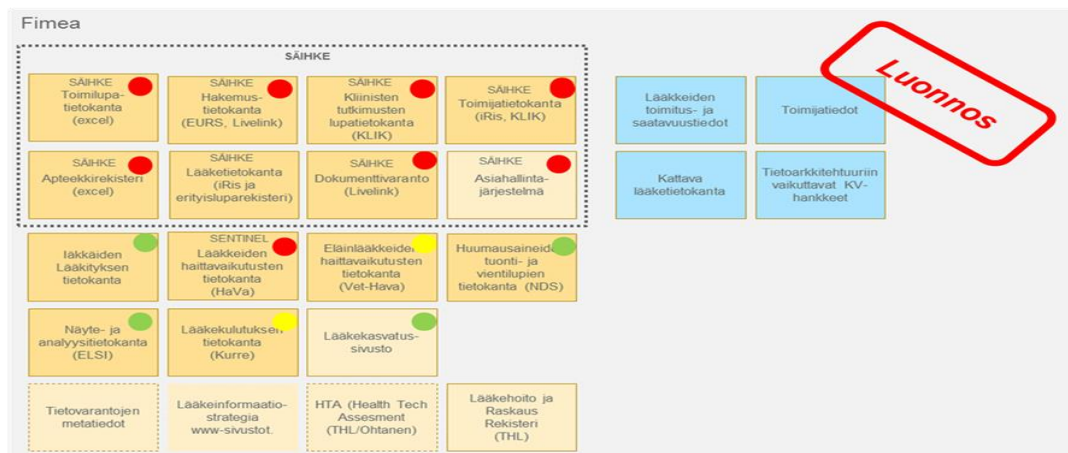 Fimea
SÄIHKE
SÄIHKE
Toimilupa-
tietokanta
(excel)
SÄIHKE
Hakemus-
tietokanta
(EURS, Livelink)
SÄIHKE
Kliinisten
tutkimusten
lupatietokanta
(KLIK)
SÄIHKE
Toimijatietokanta
(iRis, KLIK)
Lääkkeiden
toimitus- ja
saatavuustiedot
Toimijatiedot
Luonnos
SÄIHKE
Apteekkirekisteri
(excel)
SÄIHKE
Lääketietokanta
(iRis ja
erityisluparekisteri)
SÄIHKE
Dokumenttivaranto
(Livelink)
SÄIHKE
Asiahallinta-
järjestelmä
Kattava
lääketietokanta
Tietoarkkitehtuuriin
vaikuttavat KV-
hankkeet
Iäkkäiden
Lääkityksen
tietokanta
SENTINEL
Lääkkeiden
haittavaikutusten
tietokanta
(HaVa)
Eläinlääkkeiden
haittavaikutusten
tietokanta
(Vet-Hava)
Huumausaineiden
tuonti- ja
vientilupien
tietokanta (NDS)
Näyte- ja
analyysitietokanta
(ELSI)
Lääkekulutuksen
tietokanta
(Kurre)
Lääkekasvatus-
sivusto
Tietovarantojen
metatiedot
Lääkeinformaatio-
strategia
www-sivustot.
HTA (Health Tech
Assesment
(THL/Ohtanen)
Lääkehoito ja
Raskaus
Rekisteri
(THL)